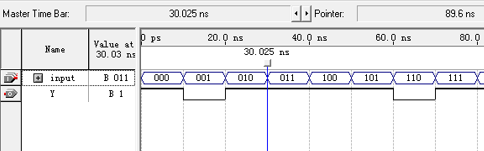 Master Time Bar: 30.025 ns Pointer: 89.6 ns
Name
Value at
30.03 ns
0 ps 20.0 ns 40.0 ns 60.0 ns 80.0
30.025 ns
input B 011 000 001 010 011 100 101 110 111
Y B 1